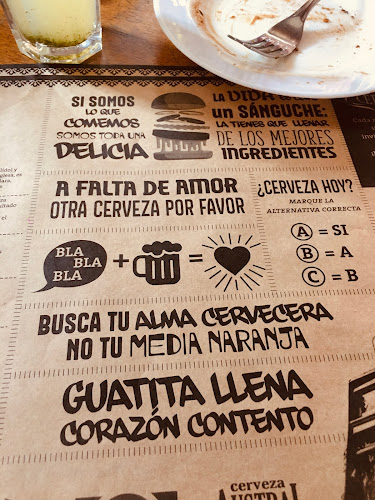 SI SOMOS
LO QUE
COMEMOS
SOMOS TODA UNA
DELICIA
LA VIDA ES
un SÁNGUCHE:
LA TIENES QUE LLENAR
DE LOS MEJORES
INGREDIENTES
A FALTA DE AMOR
OTRA CERVEZA POR FAVOR
¿CERVEZA HOY?
MARQUE LA
ALTERNATIVA CORRECTA
A = SI
B = A
C = B
BLA
BLA
BLA
+ =
BUSCA TU ALMA CERVECERA
NO TU MEDIA NARANJA
GUATITA LLENA
CORAZÓN CONTENTO
cerveza
AUSTRAL